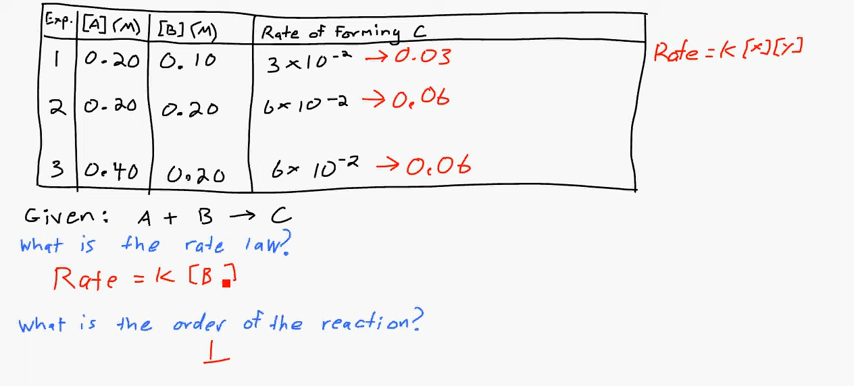 Exp. [A] (M) [B] (M) Rate of Forming C
1 0.20 0.10 3 × 10⁻² → 0.03
Rate = K [x][y]
2 0.20 0.20 6 × 10⁻² → 0.06
3 0.40 0.20 6 × 10⁻² → 0.06
Given: A + B → C
What is the rate law?
Rate = K [B]
What is the order of the reaction?
1